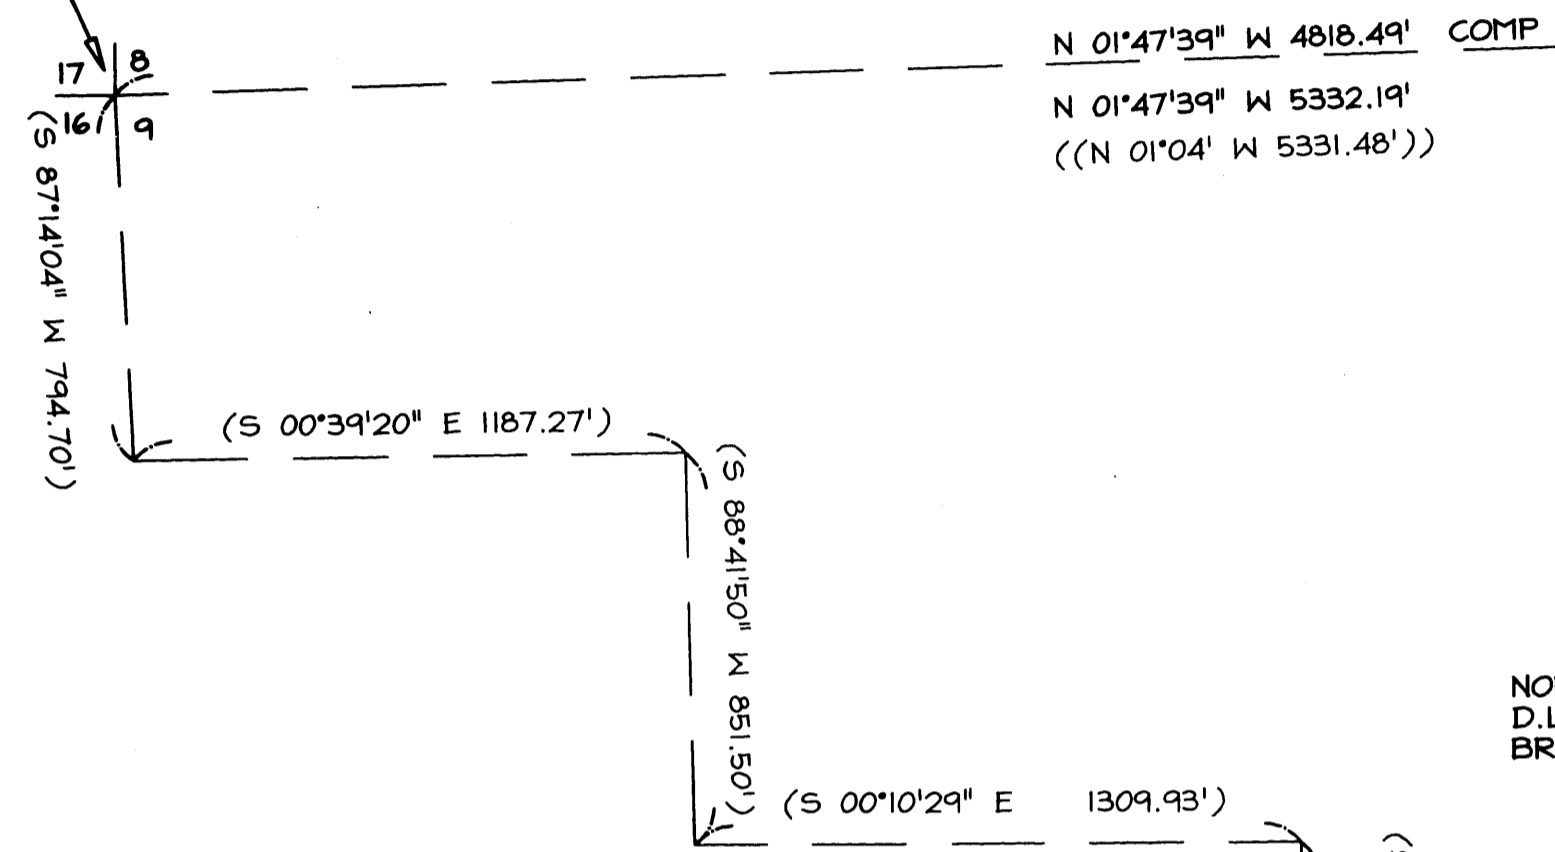 N 01°47'39" W 4818.49' COMP
17 8
16 9
N 01°47'39" W 5332.19'
((N 01°04' W 5331.48'))
(S 87°14'04" W 794.70')
(S 00°39'20" E 1187.27')
(S 88°41'50" W 851.50')
(S 00°10'29" E 1309.93')
D.L
BR